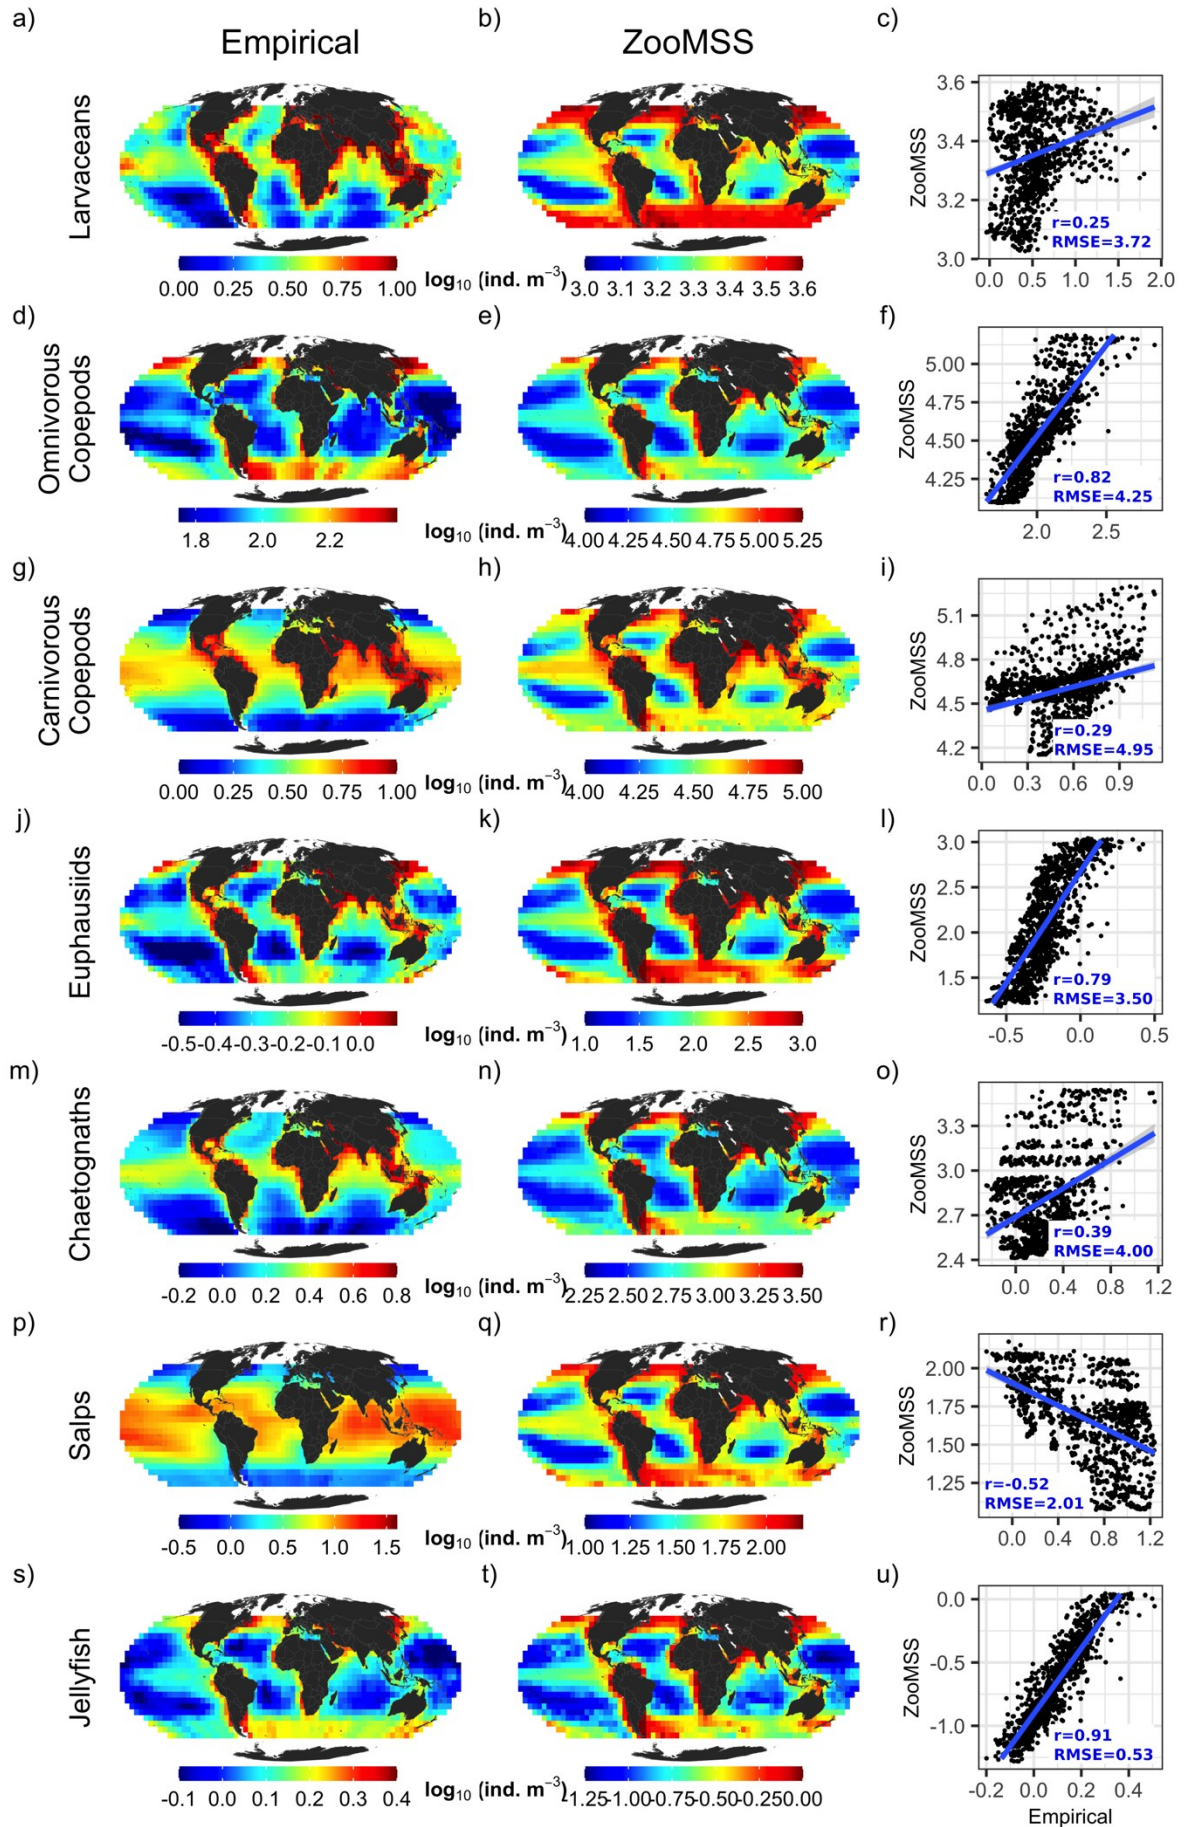 a)
b)
c)
Empirical
ZooMSS
Larvaceans
ZooMSS
3.6
3.4
3.2
3.0
r=0.25
RMSE=3.72
0.0 0.5 1.0 1.5 2.0
0.00 0.25 0.50 0.75 1.00
log₁₀ (ind. m⁻³)
3.0 3.1 3.2 3.3 3.4 3.5 3.6
d)
e)
f)
Omnivorous
Copepods
ZooMSS
5.00
4.75
4.50
4.25
r=0.82
RMSE=4.25
2.0 2.5
1.8 2.0 2.2
log₁₀ (ind. m⁻³)
4.00 4.25 4.50 4.75 5.00 5.25
g)
h)
i)
Carnivorous
Copepods
ZooMSS
5.1
4.8
4.5
4.2
r=0.29
RMSE=4.95
0.0 0.3 0.6 0.9
0.00 0.25 0.50 0.75 1.00
log₁₀ (ind. m⁻³)
4.00 4.25 4.50 4.75 5.00
j)
k)
l)
Euphausiids
ZooMSS
3.0
2.5
2.0
1.5
r=0.79
RMSE=3.50
-0.5 0.0 0.5
-0.5 -0.4 -0.3 -0.2 -0.1 0.0
log₁₀ (ind. m⁻³)
1.0 1.5 2.0 2.5 3.0
m)
n)
o)
Chaetognaths
ZooMSS
3.3
3.0
2.7
2.4
r=0.39
RMSE=4.00
0.0 0.4 0.8 1.2
-0.2 0.0 0.2 0.4 0.6 0.8
log₁₀ (ind. m⁻³)
2.25 2.50 2.75 3.00 3.25 3.50
p)
q)
r)
Salps
ZooMSS
2.00
1.75
1.50
1.25
r=-0.52
RMSE=2.01
0.0 0.4 0.8 1.2
-0.5 0.0 0.5 1.0 1.5
log₁₀ (ind. m⁻³)
1.00 1.25 1.50 1.75 2.00
s)
t)
u)
Jellyfish
ZooMSS
0.0
-0.5
-1.0
r=0.91
RMSE=0.53
-0.2 0.0 0.2 0.4
Empirical
-0.1 0.0 0.1 0.2 0.3 0.4
log₁₀ (ind. m⁻³)
-1.25 -1.00 -0.75 -0.50 -0.25 0.00